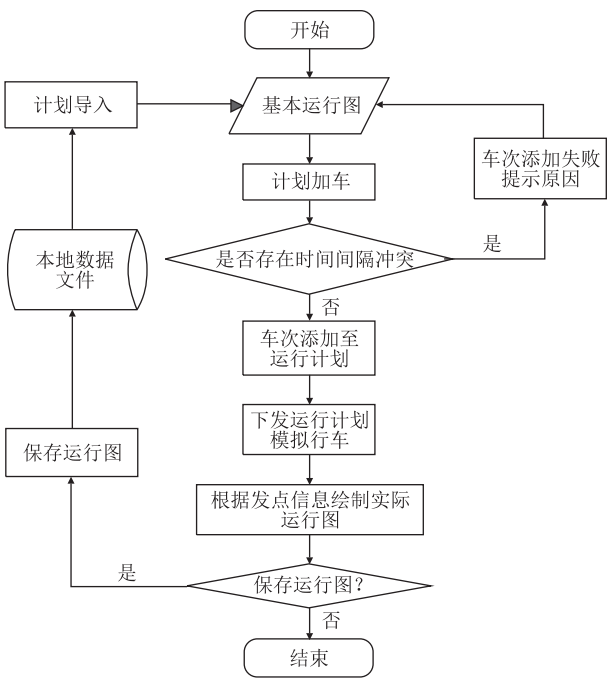 开始
计划导入
基本运行图
计划加车
车次添加失败
提示原因
是否存在时间间隔冲突
是
本地数据
文件
否
车次添加至
运行计划
下发运行计划
模拟行车
保存运行图
根据发点信息绘制实际
运行图
是
保存运行图?
否
结束